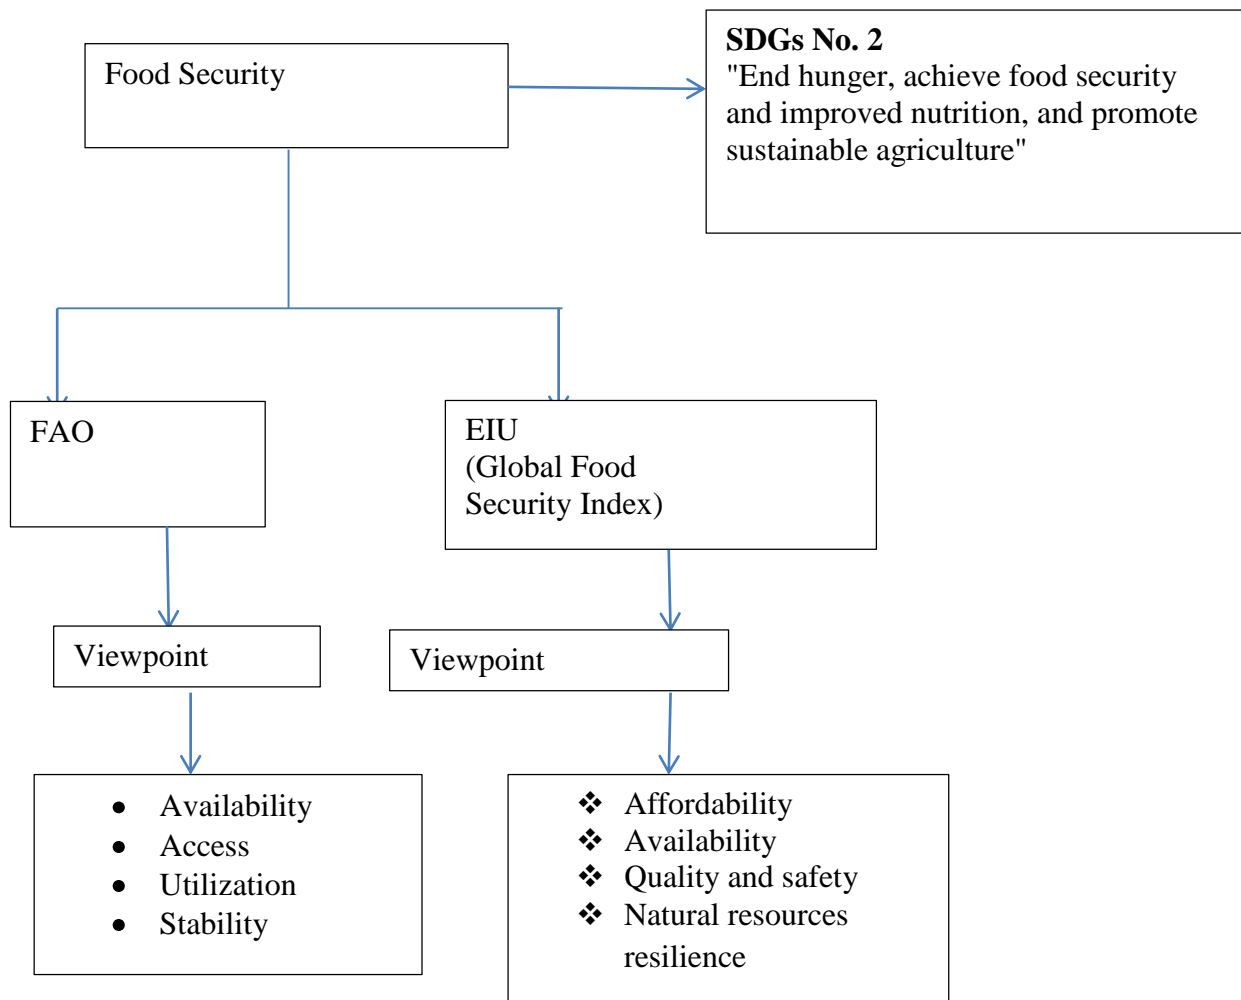 Food Security
SDGs No. 2
"End hunger, achieve food security
and improved nutrition, and promote
sustainable agriculture"
FAO
EIU
(Global Food
Security Index)
Viewpoint
Viewpoint
● Availability
● Access
● Utilization
● Stability
❖ Affordability
❖ Availability
❖ Quality and safety
❖ Natural resources
resilience